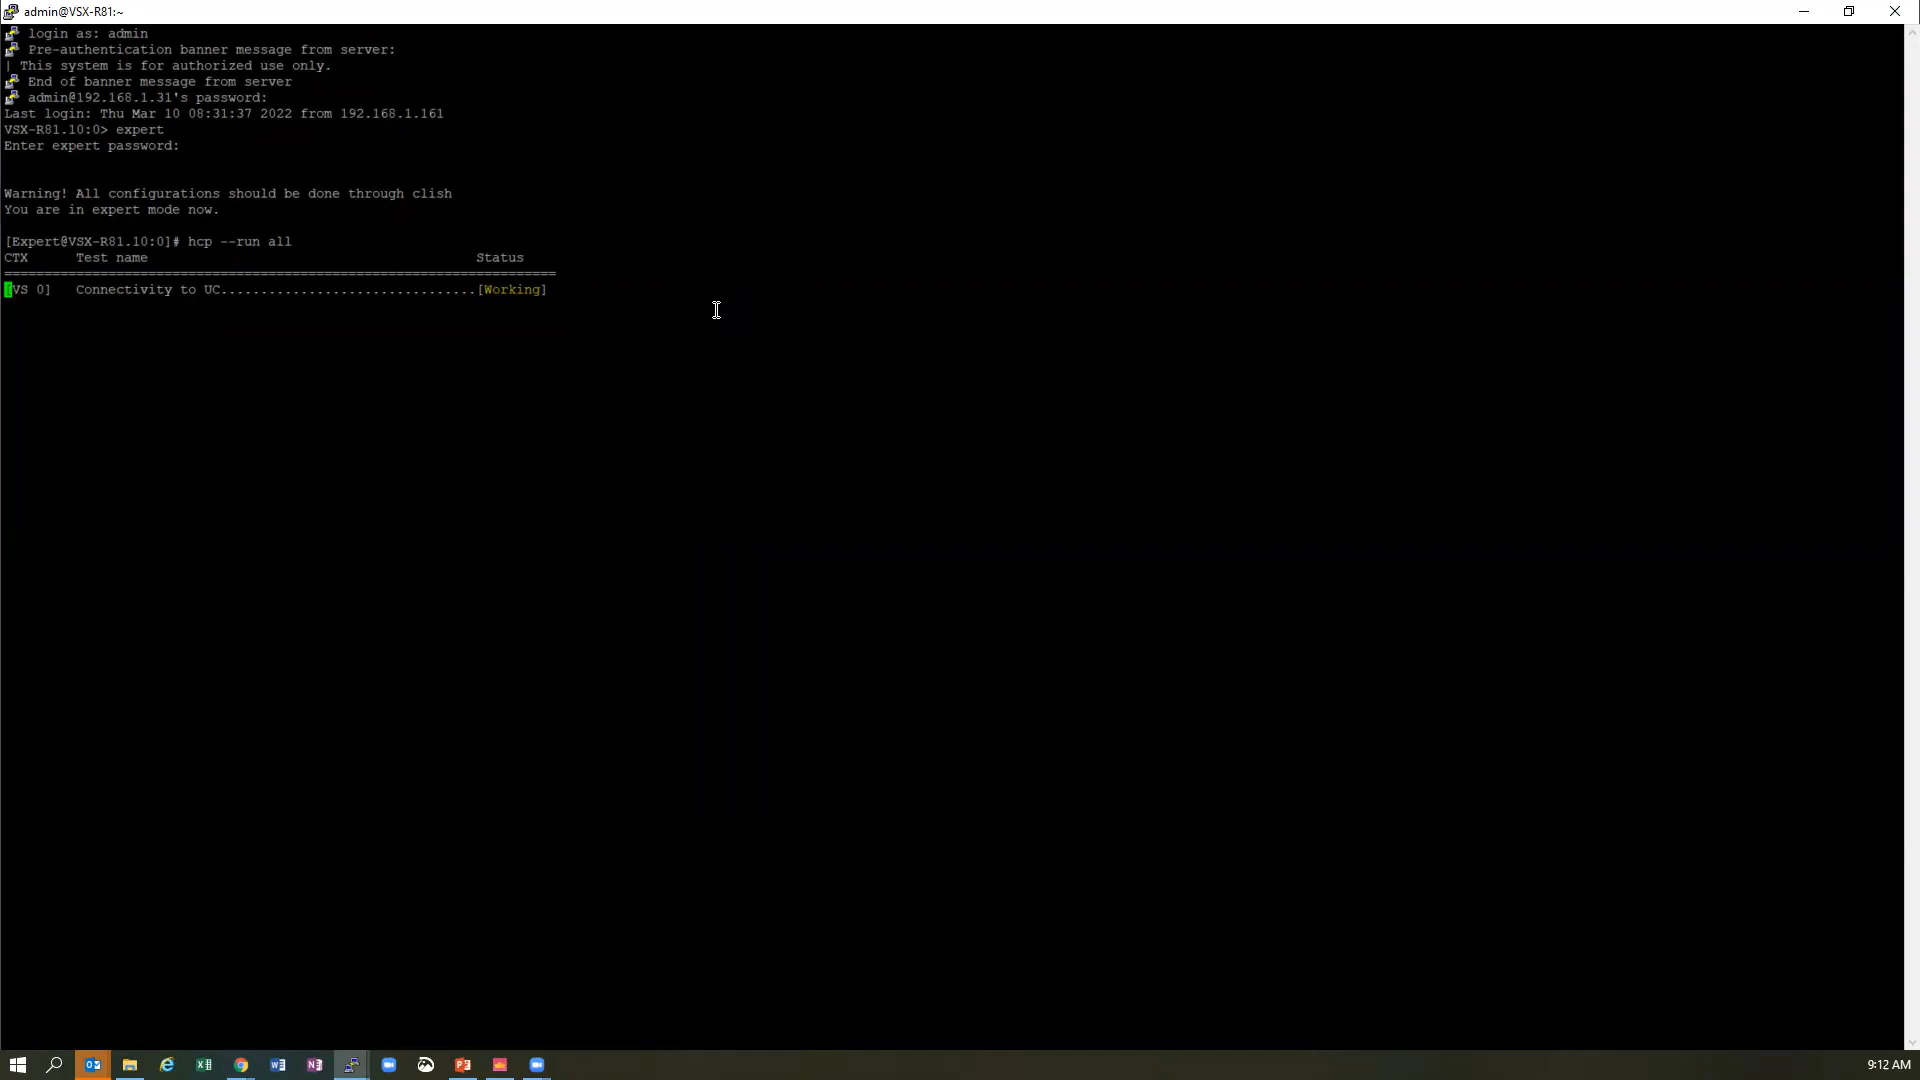 admin@VSX-R81:~
login as: admin
Pre-authentication banner message from server:
| This system is for authorized use only.
End of banner message from server
admin@192.168.1.31's password:
Last login: Thu Mar 10 08:31:37 2022 from 192.168.1.161
VSX-R81.10:0> expert
Enter expert password:
Warning! All configurations should be done through clish
You are in expert mode now.
[Expert@VSX-R81.10:0]# hcp --run all
CTX Test name Status
=====================================================================
[VS 0] Connectivity to UC................................[Working]
9:12 AM